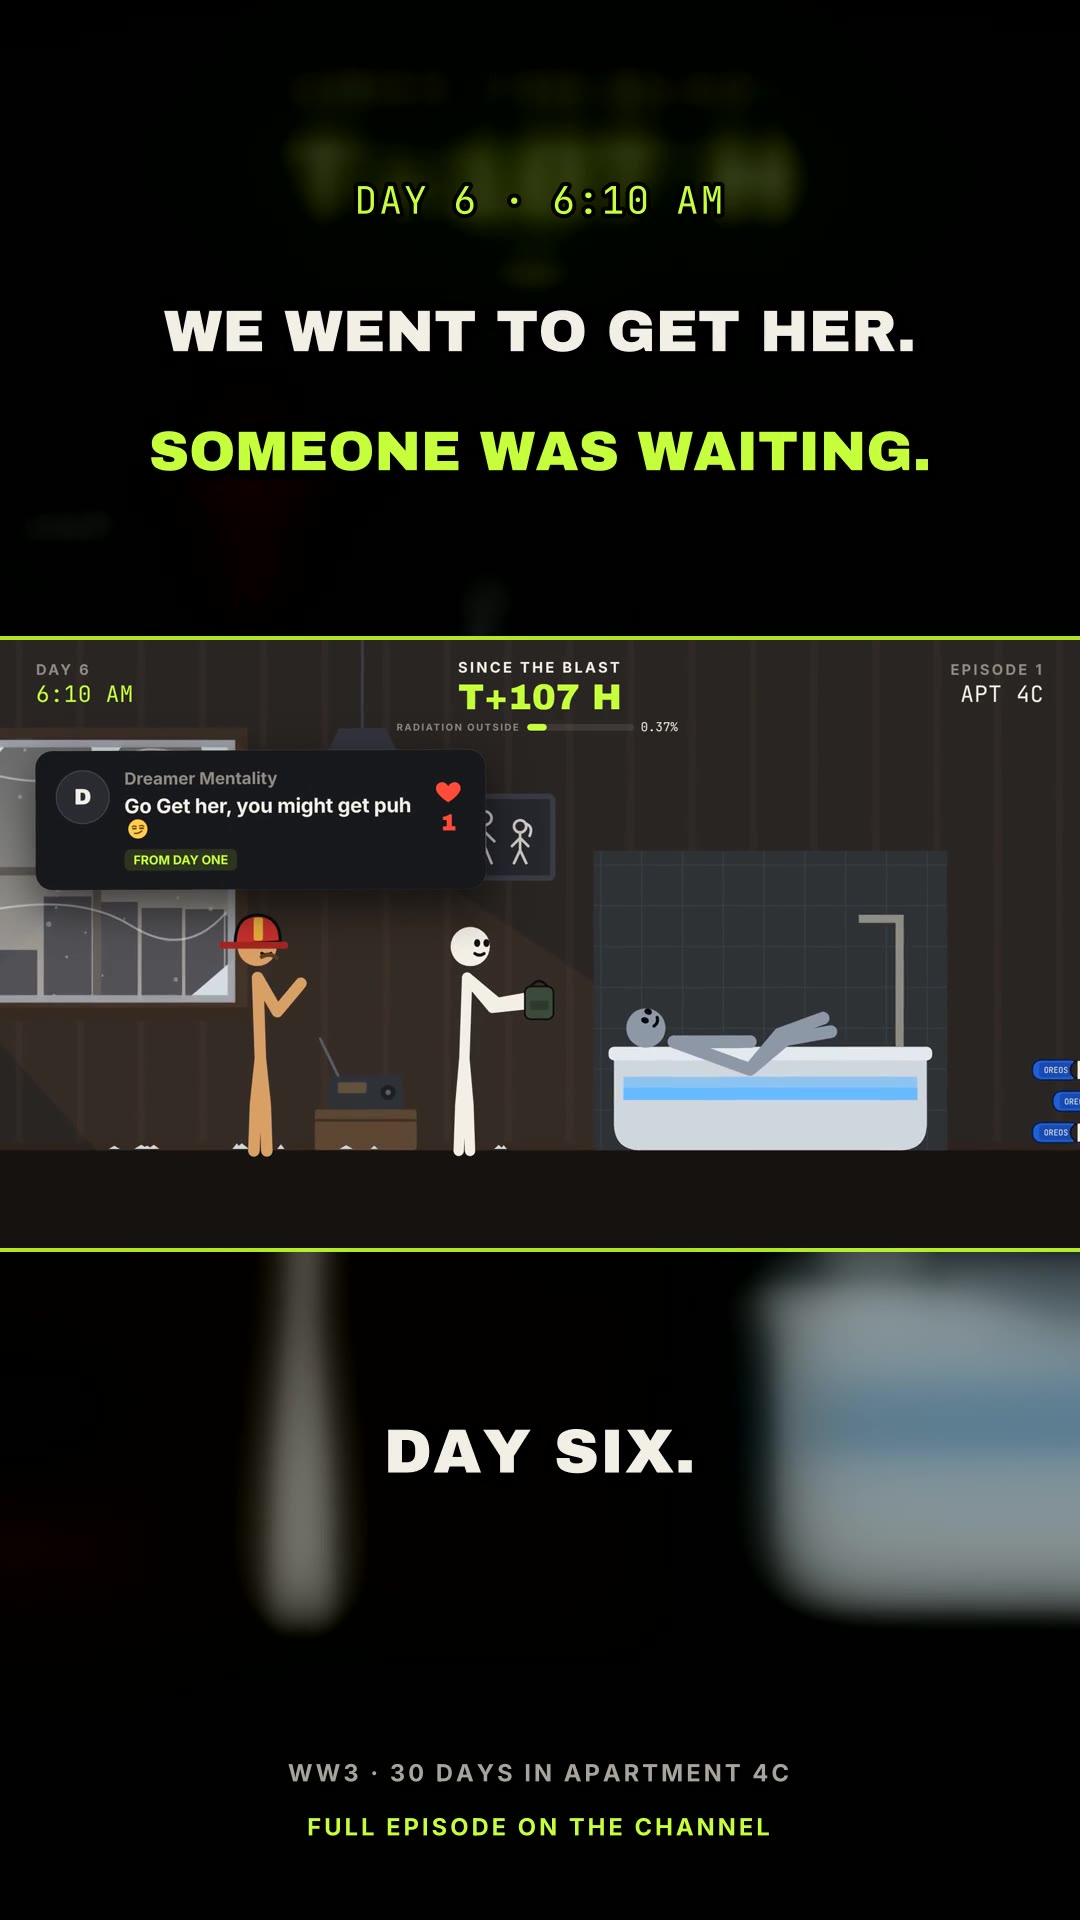 DAY 6 · 6:10 AM
WE WENT TO GET HER.
SOMEONE WAS WAITING.
DAY 6
6:10 AM
SINCE THE BLAST
T+107 H
RADIATION OUTSIDE 0.37%
EPISODE 1
APT 4C
D
Dreamer Mentality
Go Get her, you might get puh
😏
FROM DAY ONE
1
OREOS
OREOS
DAY SIX.
WW3 · 30 DAYS IN APARTMENT 4C
FULL EPISODE ON THE CHANNEL